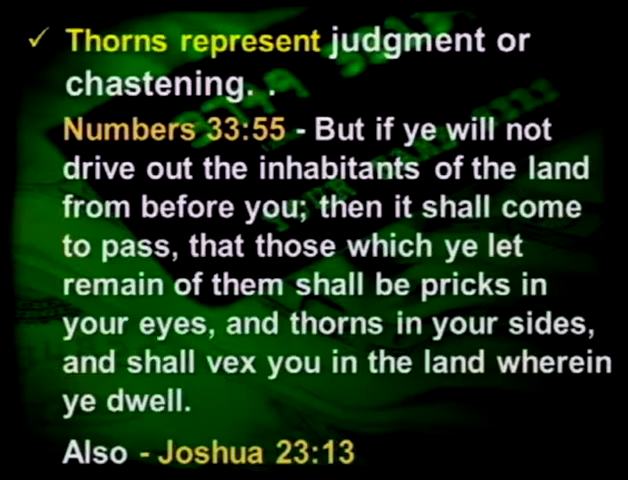 ✓ Thorns represent judgment or
chastening. .
Numbers 33:55 - But if ye will not
drive out the inhabitants of the land
from before you; then it shall come
to pass, that those which ye let
remain of them shall be pricks in
your eyes, and thorns in your sides,
and shall vex you in the land wherein
ye dwell.
Also - Joshua 23:13